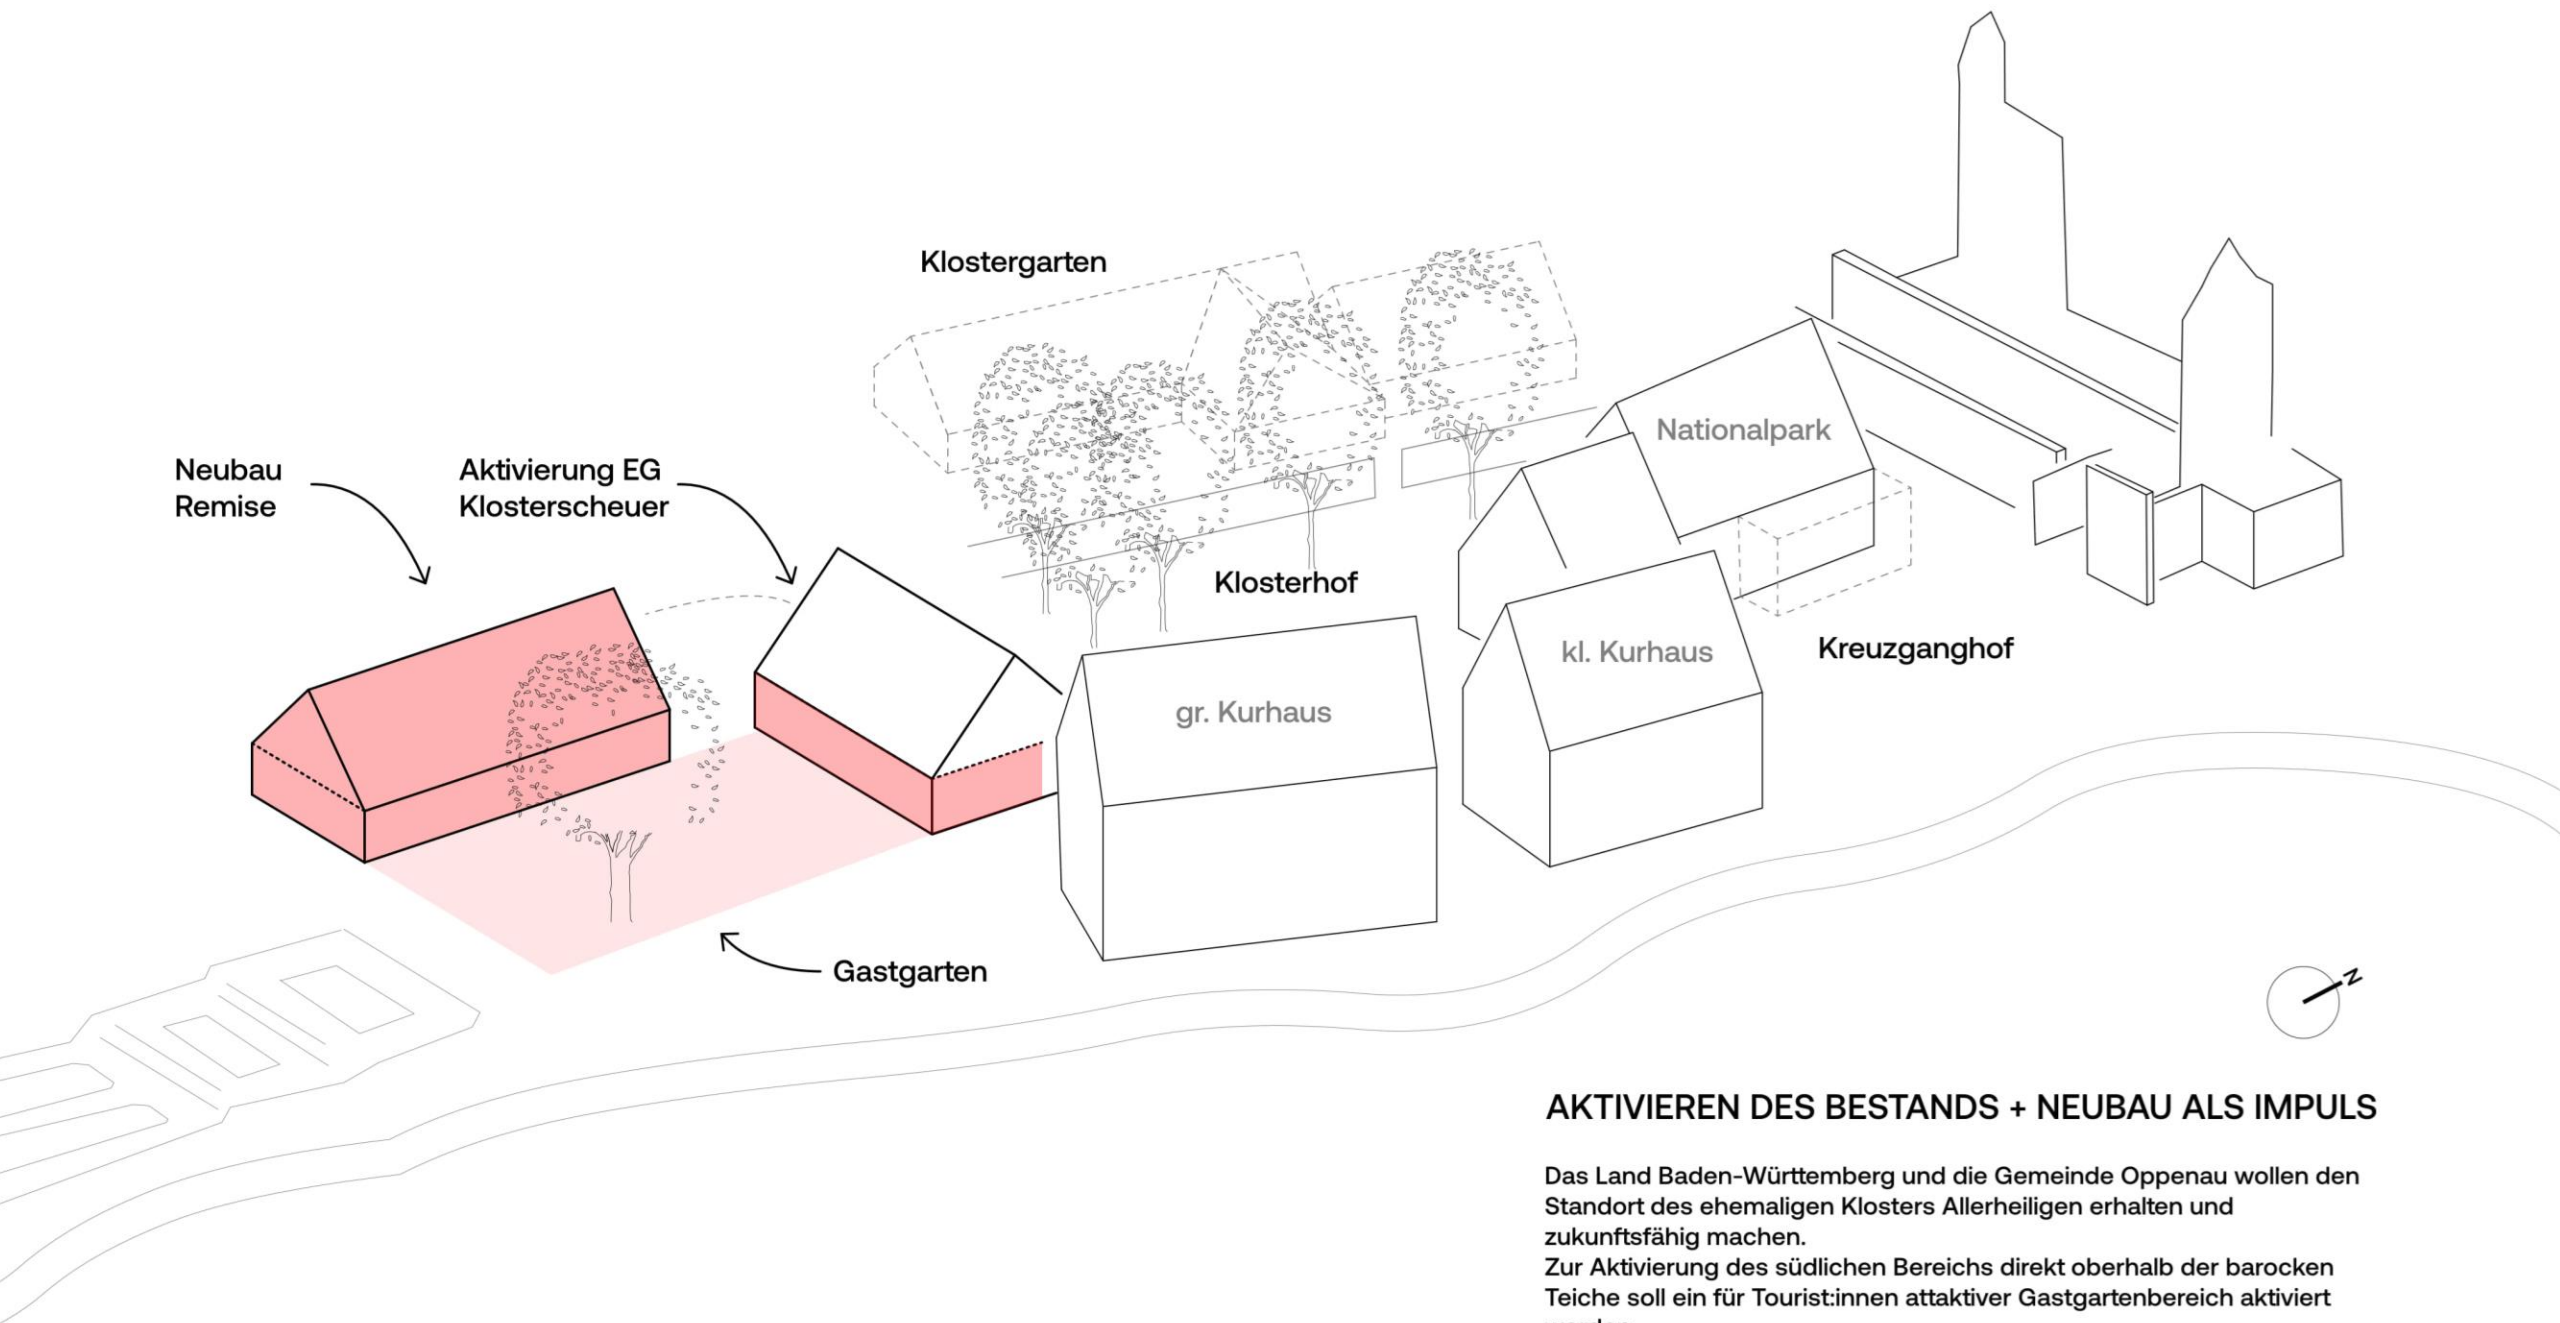 Klostergarten
Nationalpark
Neubau
Remise
Aktivierung EG
Klosterscheuer
Klosterhof
kl. Kurhaus
Kreuzganghof
gr. Kurhaus
Gastgarten
N
AKTIVIEREN DES BESTANDS + NEUBAU ALS IMPULS
Das Land Baden-Württemberg und die Gemeinde Oppenau wollen den
Standort des ehemaligen Klosters Allerheiligen erhalten und
zukunftsfähig machen.
Zur Aktivierung des südlichen Bereichs direkt oberhalb der barocken
Teiche soll ein für Tourist:innen attaktiver Gastgartenbereich aktiviert